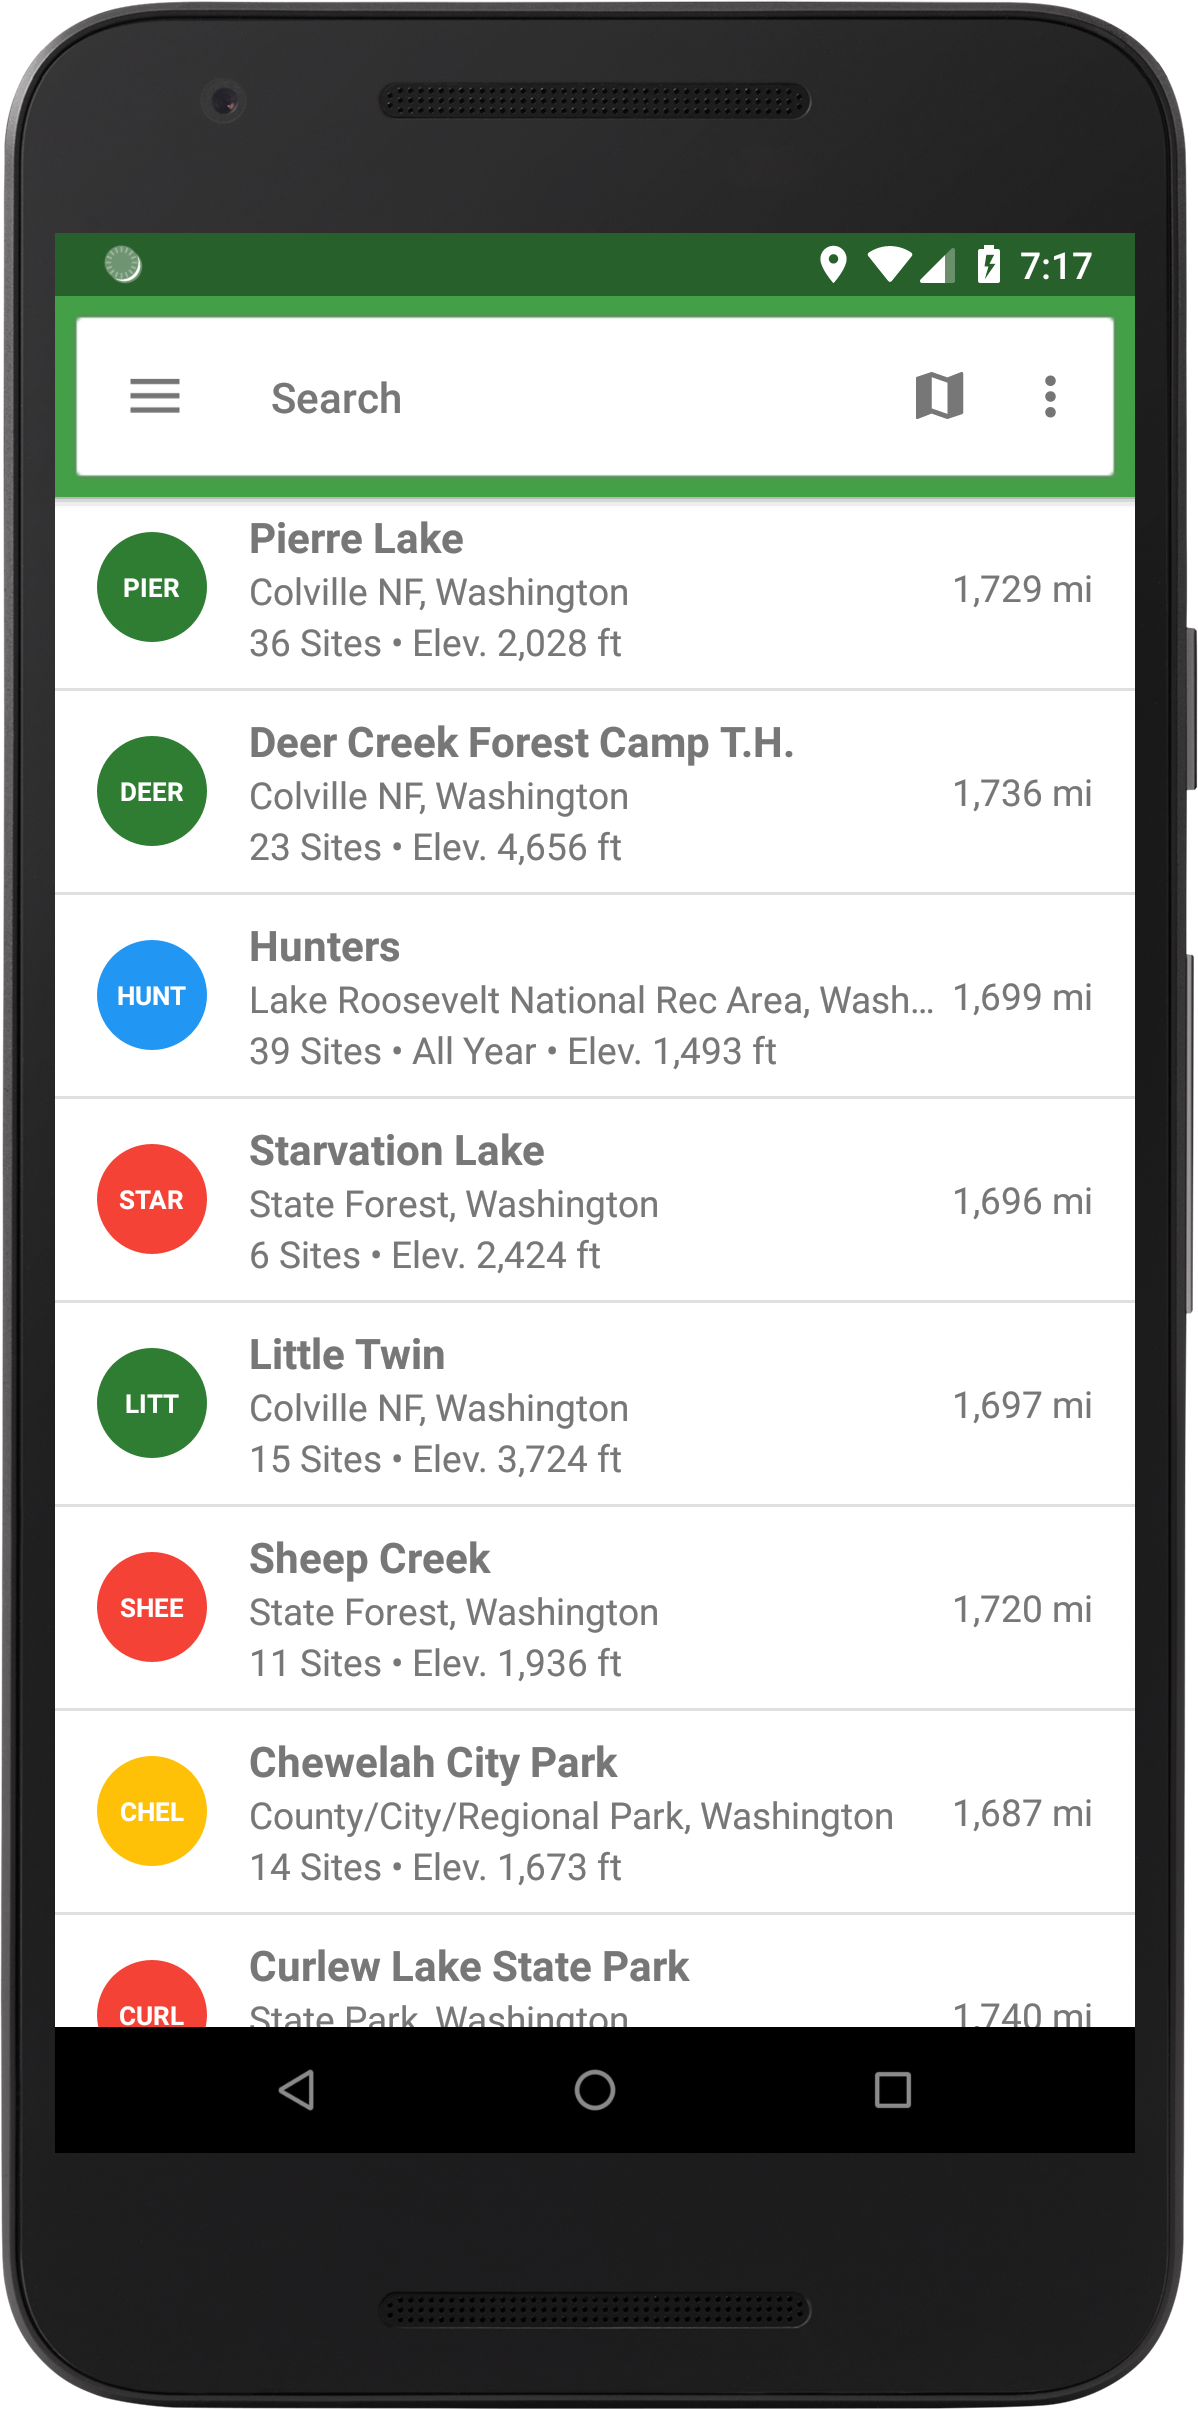 7:17
Search
Pierre Lake
PIER
Colville NF, Washington
1,729 mi
36 Sites • Elev. 2,028 ft
Deer Creek Forest Camp T.H.
DEER
Colville NF, Washington
1,736 mi
23 Sites • Elev. 4,656 ft
Hunters
HUNT
Lake Roosevelt National Rec Area, Wash...
1,699 mi
39 Sites • All Year • Elev. 1,493 ft
Starvation Lake
STAR
State Forest, Washington
1,696 mi
6 Sites • Elev. 2,424 ft
Little Twin
LITT
Colville NF, Washington
1,697 mi
15 Sites • Elev. 3,724 ft
Sheep Creek
SHEE
State Forest, Washington
1,720 mi
11 Sites • Elev. 1,936 ft
Chewelah City Park
CHEL
County/City/Regional Park, Washington
1,687 mi
14 Sites • Elev. 1,673 ft
Curlew Lake State Park
CURL
State Park, Washington
1,740 mi